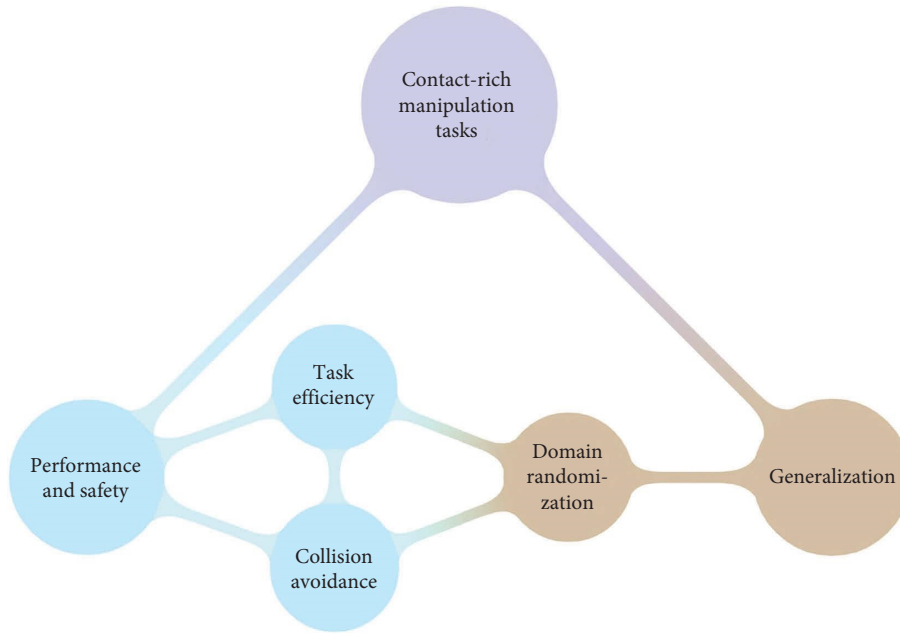 Contact-rich
manipulation
tasks
Task
efficiency
Performance
and safety
Domain
randomi-
zation
Generalization
Collision
avoidance